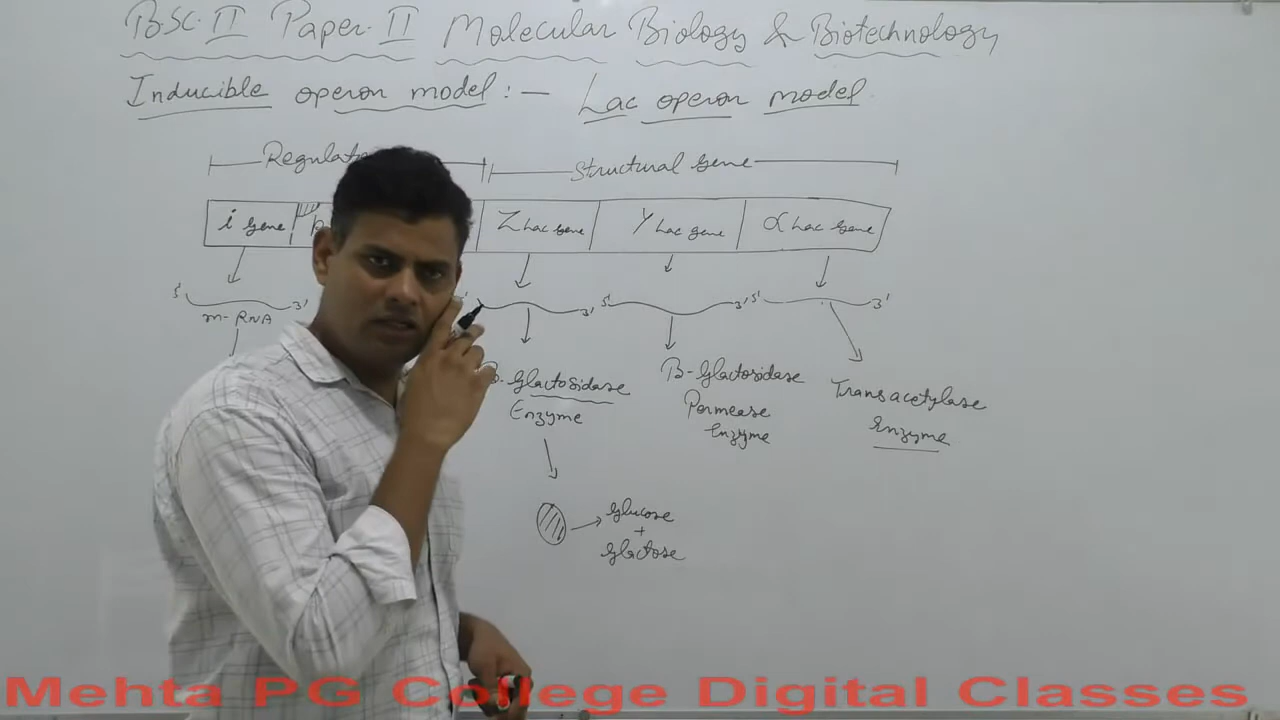 B.SC. II Paper. II Molecular Biology & Biotechnology
Inducible operon model :- Lac operon model
Structural gene
i gene Z Lac gene Y Lac gene α Lac gene
5' 3' 3' 5' 3' 5' 3'
m-RNA
B-Glactosidase B-Glactosidase Transacetylase
Enzyme Permease Enzyme
Enzyme
Glucose
+
Glactose
Mehta PG College Digital Classes